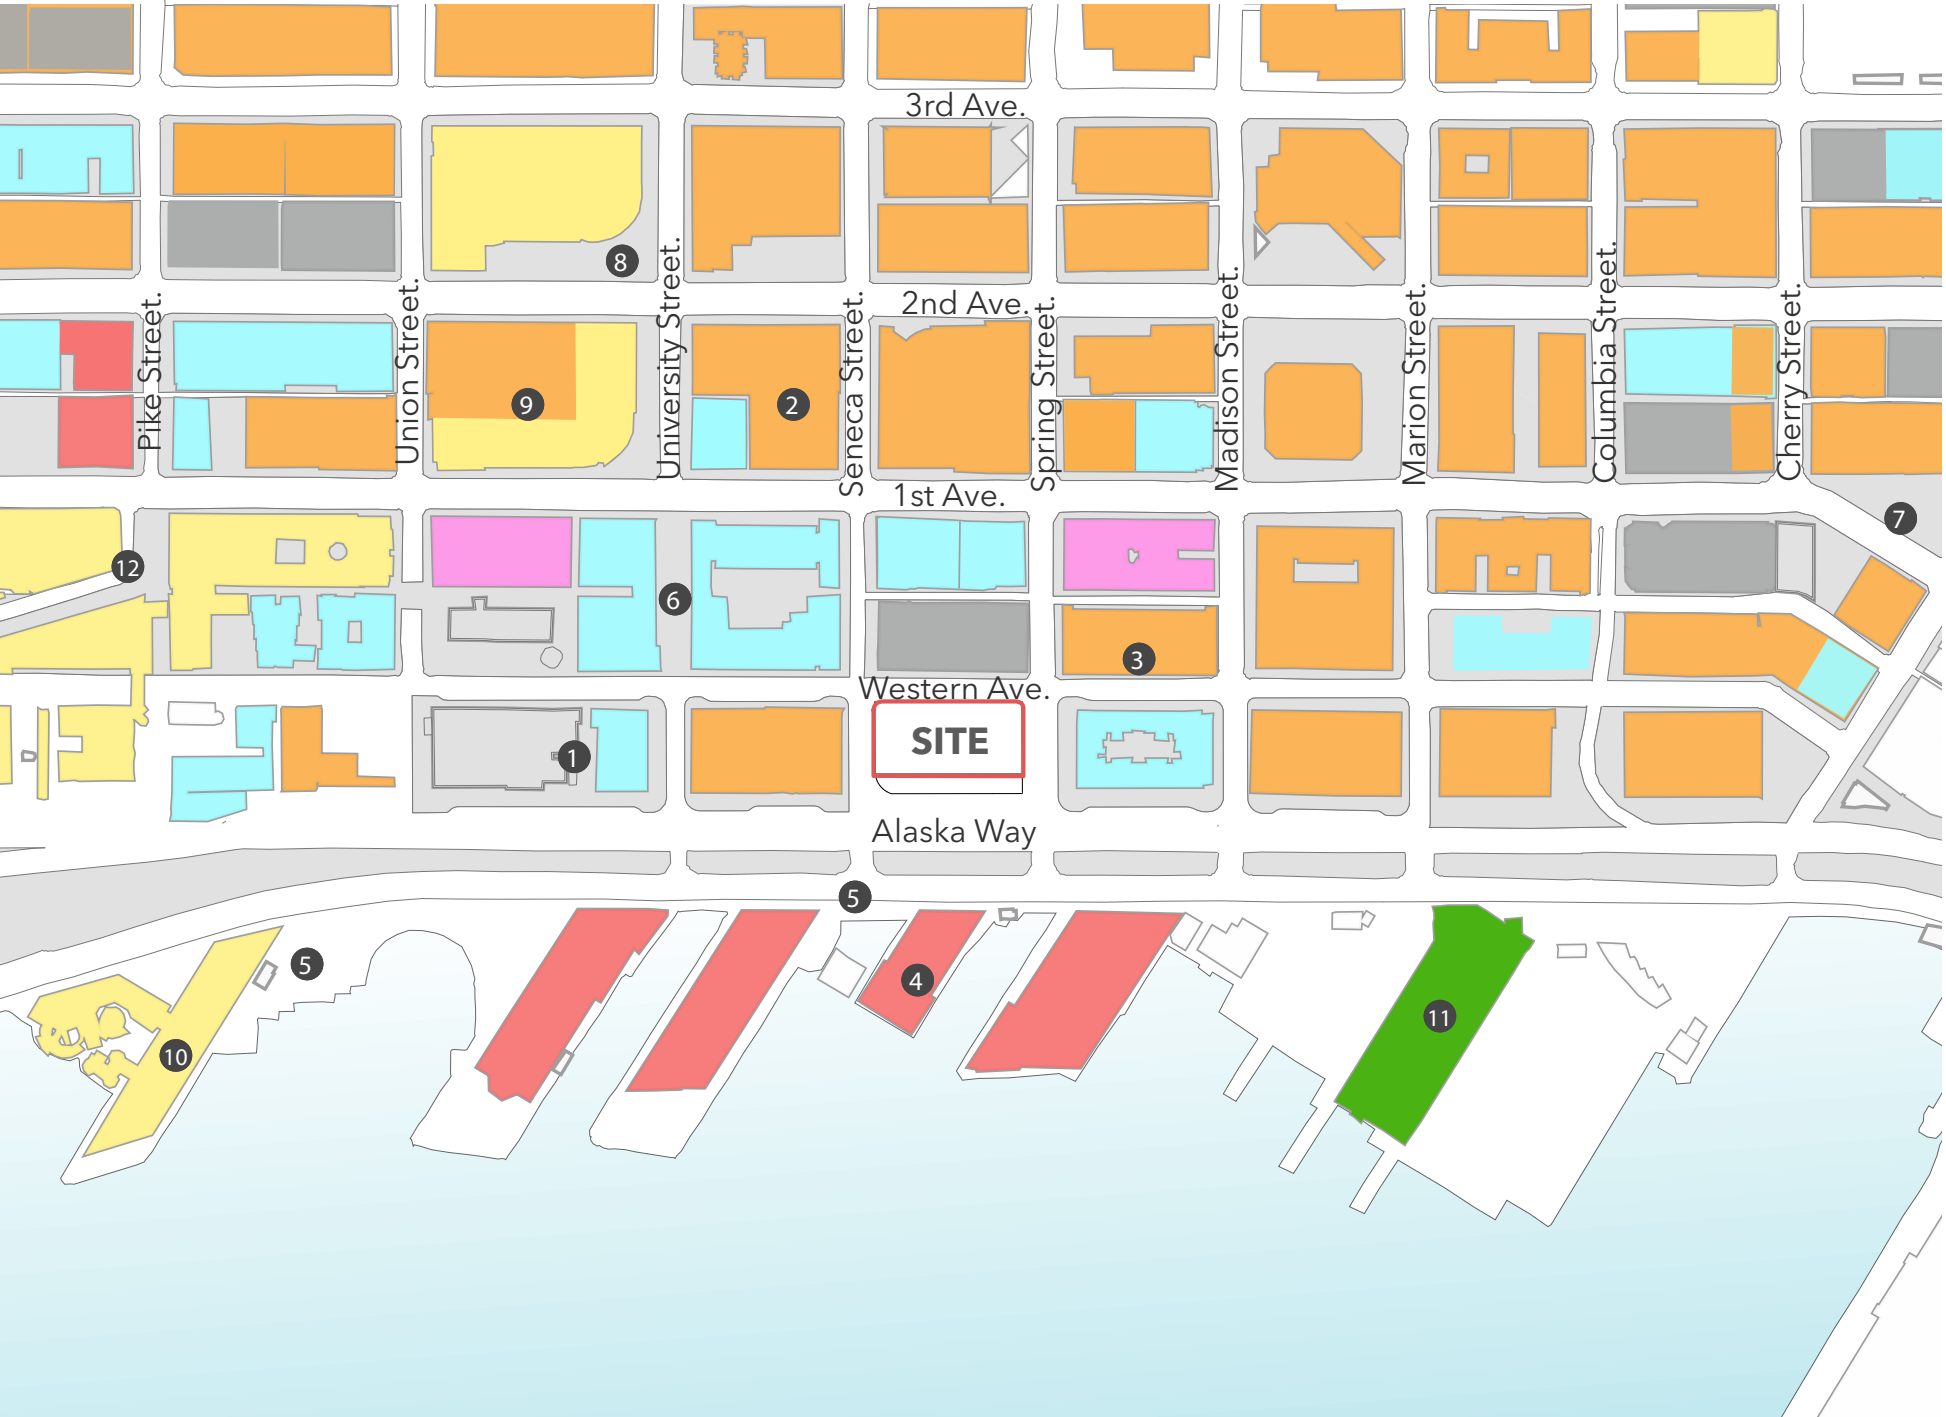 3rd Ave.
8
2nd Ave.
Pike Street.
Union Street.
University Street.
Seneca Street.
Spring Street.
Madison Street.
Marion Street.
Columbia Street.
Cherry Street.
9
2
1st Ave.
7
12
6
3
Western Ave.
SITE
1
Alaska Way
5
5
4
11
10